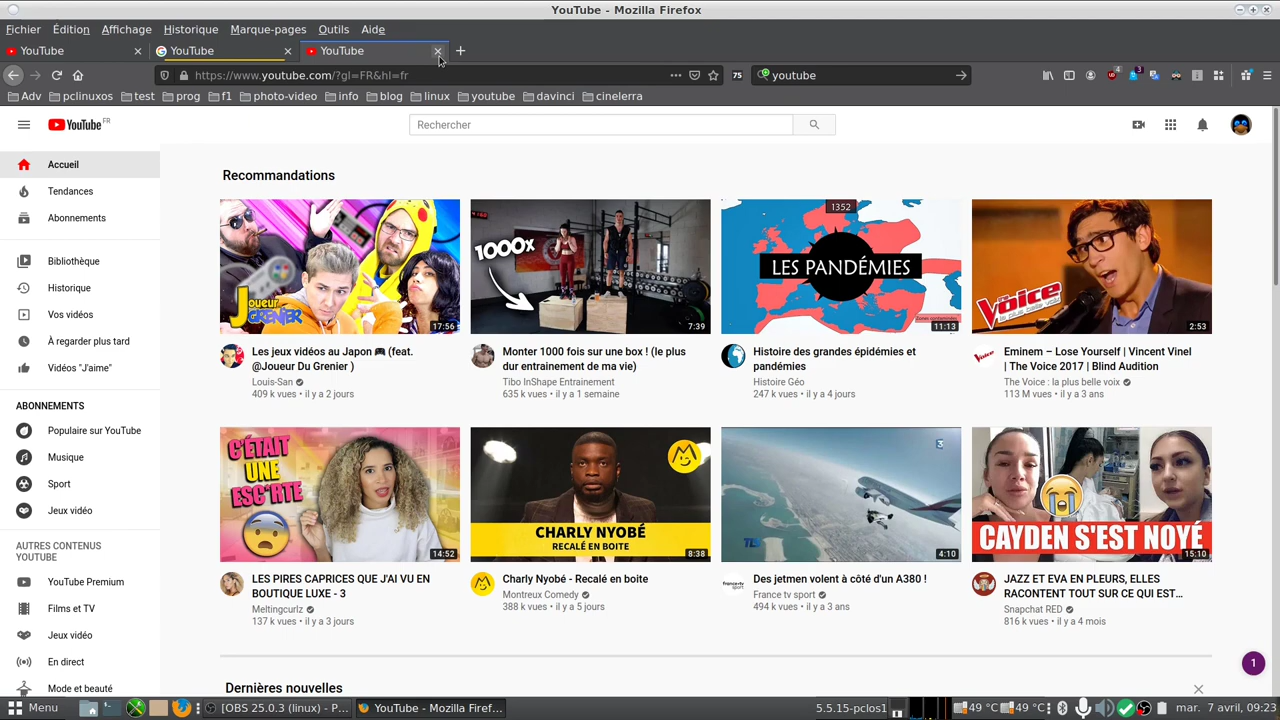 YouTube - Mozilla Firefox
Fichier Édition Affichage Historique Marque-pages Outils Aide
YouTube YouTube YouTube
https://www.youtube.com/?gl=FR&hl=fr 75 youtube 4 3
Adv pclinuxos test prog f1 photo-video info blog linux youtube davinci cinelerra
YouTube FR Rechercher
Accueil
Tendances
Abonnements
Bibliothèque
Historique
Vos vidéos
À regarder plus tard
Vidéos "J'aime"
ABONNEMENTS
Populaire sur YouTube
Musique
Sport
Jeux vidéo
AUTRES CONTENUS
YOUTUBE
YouTube Premium
Films et TV
Jeux vidéo
En direct
Mode et beauté
Recommandations
Joueur
du
GRENIER
17:56
Les jeux vidéos au Japon 🎮 (feat.
@Joueur Du Grenier )
Louis-San
409 k vues • il y a 2 jours
1000x
7:39
Monter 1000 fois sur une box ! (le plus
dur entrainement de ma vie)
Tibo InShape Entrainement
635 k vues • il y a 1 semaine
1352
LES PANDÉMIES
Zones contaminées
11:13
Histoire des grandes épidémies et
pandémies
Histoire Géo
247 k vues • il y a 4 jours
The Voice
la plus belle voix
2:53
Eminem – Lose Yourself | Vincent Vinel
| The Voice 2017 | Blind Audition
The Voice : la plus belle voix
113 M vues • il y a 3 ans
C'ÉTAIT
UNE
ESC*RTE
14:52
LES PIRES CAPRICES QUE J'AI VU EN
BOUTIQUE LUXE - 3
Meltingcurlz
137 k vues • il y a 3 jours
CHARLY NYOBÉ
RECALÉ EN BOITE
8:38
Charly Nyobé - Recalé en boite
Montreux Comedy
388 k vues • il y a 5 jours
3
4:10
Des jetmen volent à côté d'un A380 !
France tv sport
494 k vues • il y a 3 ans
CAYDEN S'EST NOYÉ
15:10
JAZZ ET EVA EN PLEURS, ELLES
RACONTENT TOUT SUR CE QUI EST...
Snapchat RED
816 k vues • il y a 4 mois
Dernières nouvelles
1
Menu [OBS 25.0.3 (linux) - P... YouTube - Mozilla Firef... 5.5.15-pclos1 49 °C 49 °C mar. 7 avril, 09:23